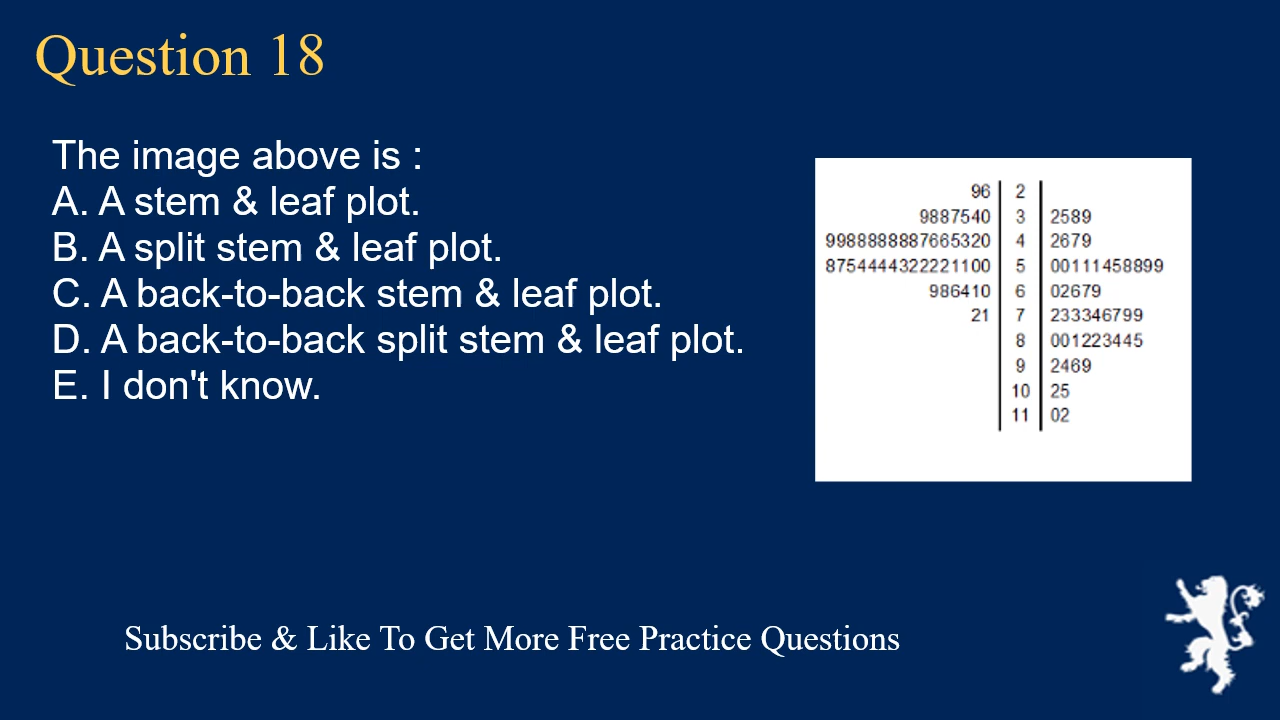 Question 18
The image above is :
A. A stem & leaf plot.
B. A split stem & leaf plot.
C. A back-to-back stem & leaf plot.
D. A back-to-back split stem & leaf plot.
E. I don't know.
96 2
9887540 3 2589
9988888887665320 4 2679
8754444322221100 5 00111458899
986410 6 02679
21 7 233346799
8 001223445
9 2469
10 25
11 02
Subscribe & Like To Get More Free Practice Questions